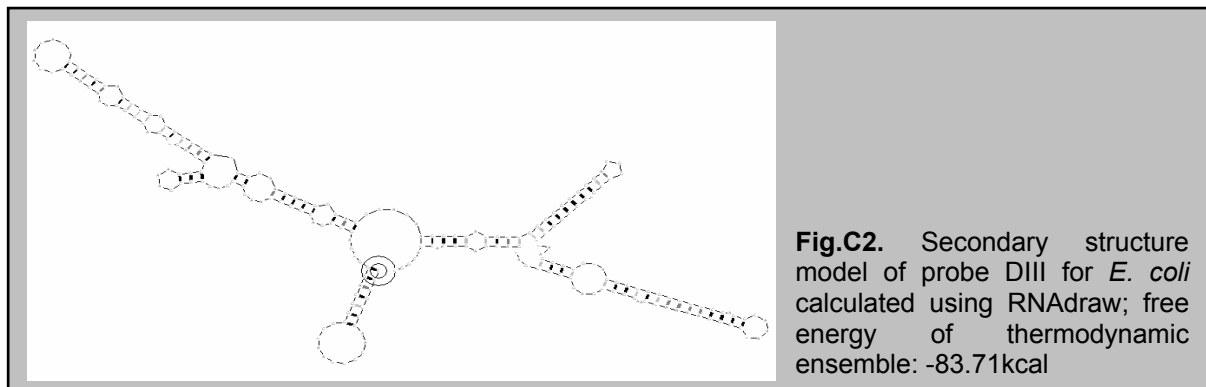 Fig.C2. Secondary structure
model of probe DIII for E. coli
calculated using RNAdraw; free
energy of thermodynamic
ensemble: -83.71kcal